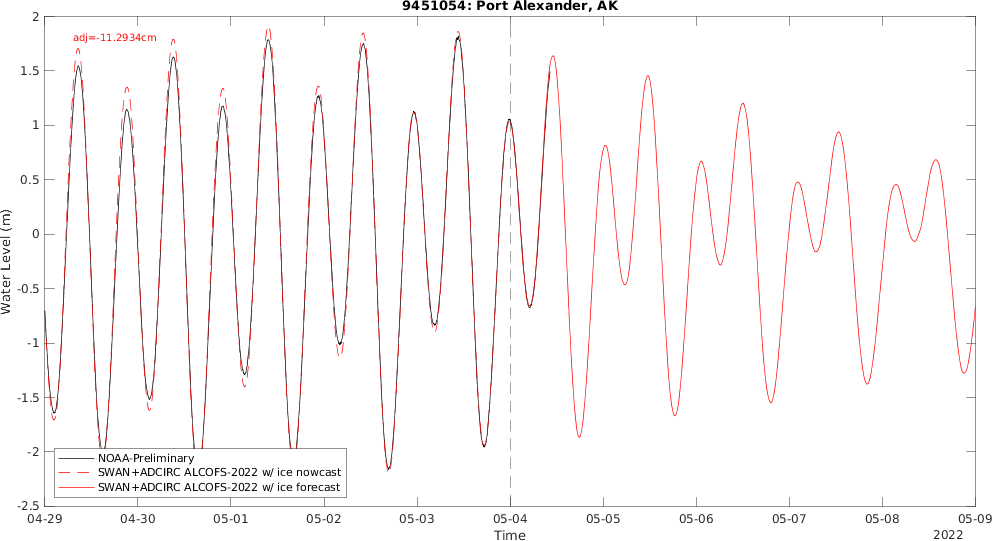 9451054: Port Alexander, AK
adj=-11.2934cm
2
1.5
1
0.5
0
-0.5
-1
-1.5
-2
-2.5
Water Level (m)
NOAA-Preliminary
SWAN+ADCIRC ALCOFS-2022 w/ ice nowcast
SWAN+ADCIRC ALCOFS-2022 w/ ice forecast
04-29 04-30 05-01 05-02 05-03 05-04 05-05 05-06 05-07 05-08 05-09
Time
2022